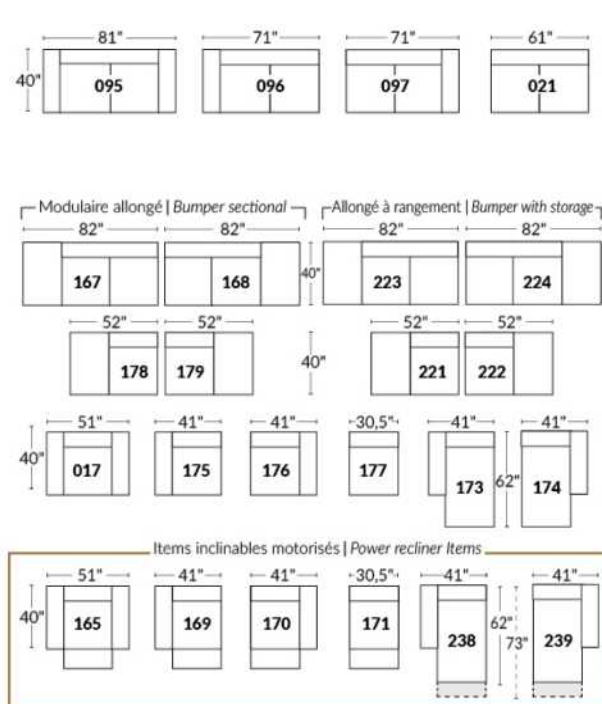 81" 71" 71" 61"
40" 095 096 097 021
Modulaire allongé | Bumper sectional Allongé à rangement | Bumper with storage
82" 82" 82" 82"
167 168 40" 223 224
52" 52" 52" 52"
178 179 40" 221 222
51" 41" 41" 30,5" 41" 41"
40" 017 175 176 177 173 62" 174
Items inclinables motorisés | Power recliner Items
51" 41" 41" 30,5" 41" 41"
40" 165 169 170 171 238 62" 73" 239